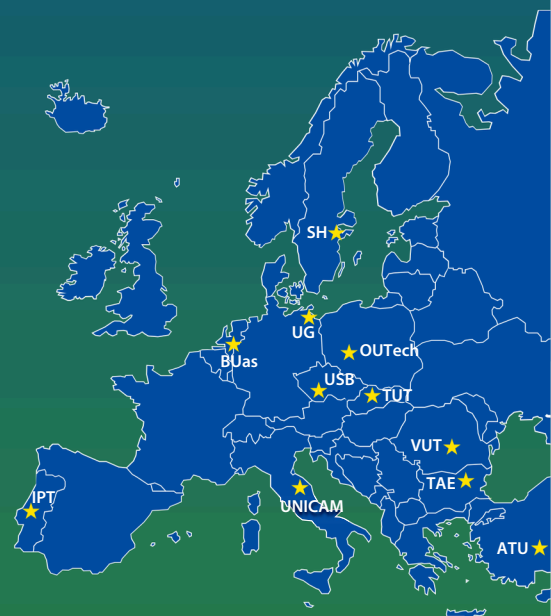 SH
UG
OUTech
BUas
USB
TUT
VUT
TAE
IPT
UNICAM
ATU